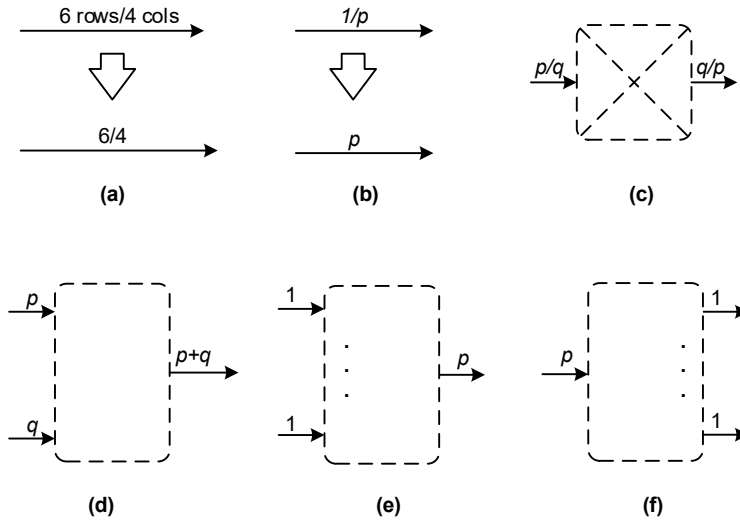 6 rows/4 cols
6/4
(a)
1/p
p
(b)
p/q
q/p
(c)
p
q
p+q
(d)
1
1
p
(e)
p
1
1
(f)